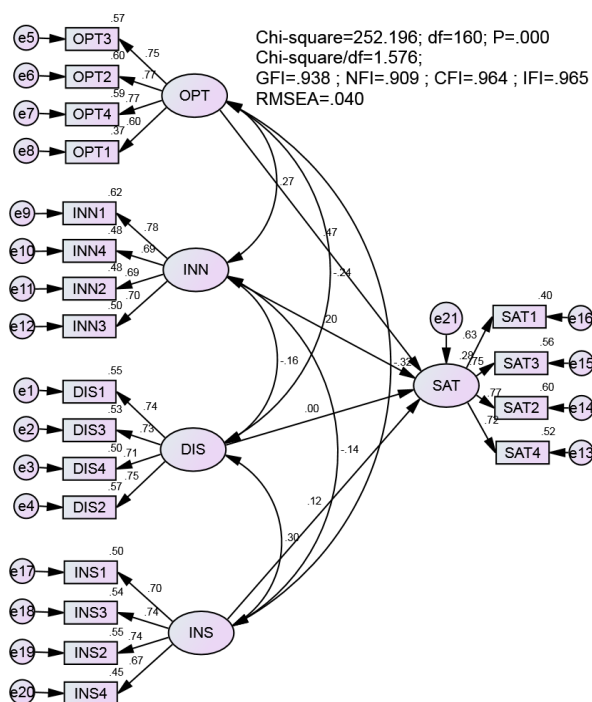 Chi-square=252.196; df=160; P=.000
Chi-square/df=1.576;
GFI=.938 ; NFI=.909 ; CFI=.964 ; IFI=.965
RMSEA=.040
.57
e5 OPT3 .75
.60
e6 OPT2 .77
.59
e7 OPT4 .77
.37
e8 OPT1 .60
OPT
.27
.47
-.24
.62
e9 INN1 .78
.48
e10 INN4 .69
.48
e11 INN2 .69
.50
e12 INN3 .70
INN
.20
-.32
-.16
-.14
e21
.28
SAT
.40
.63 SAT1 e16
.56
.75 SAT3 e15
.60
.77 SAT2 e14
.52
.72 SAT4 e13
.55
e1 DIS1 .74
.53
e2 DIS3 .73
.50
e3 DIS4 .71
.57
e4 DIS2 .75
DIS
.00
.12
.30
.50
e17 INS1 .70
.54
e18 INS3 .74
.55
e19 INS2 .74
.45
e20 INS4 .67
INS